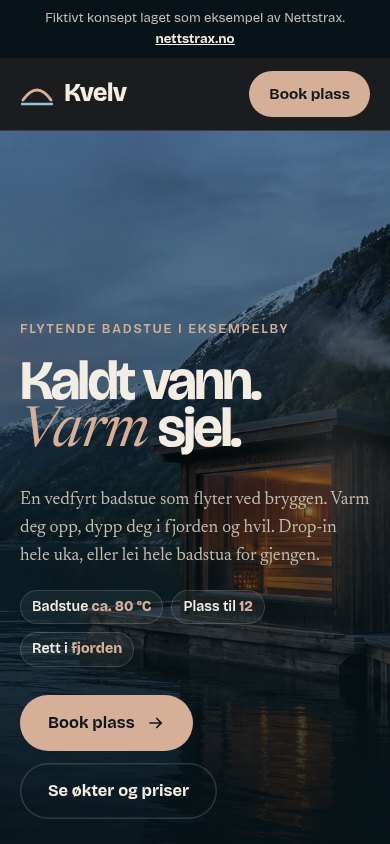 Fiktivt konsept laget som eksempel av Nettstrax.
nettstrax.no
Kvelv
Book plass
FLYTENDE BADSTUE I EKSEMPELBY
Kaldt vann.
Varm sjel.
En vedfyrt badstue som flyter ved bryggen. Varm
deg opp, dypp deg i fjorden og hvil. Drop-in
hele uka, eller lei hele badstua for gjengen.
Badstue ca. 80 °C
Plass til 12
Rett i fjorden
Book plass →
Se økter og priser